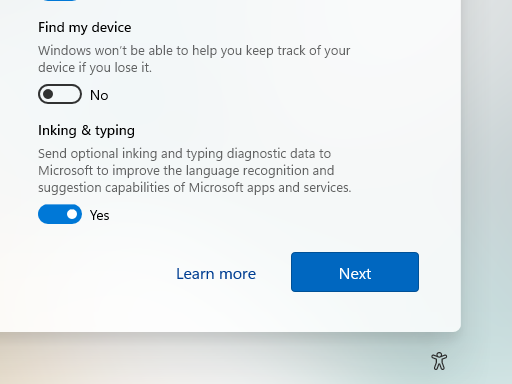 Find my device
Windows won't be able to help you keep track of your
device if you lose it.
No
Inking & typing
Send optional inking and typing diagnostic data to
Microsoft to improve the language recognition and
suggestion capabilities of Microsoft apps and services.
Yes
Learn more
Next